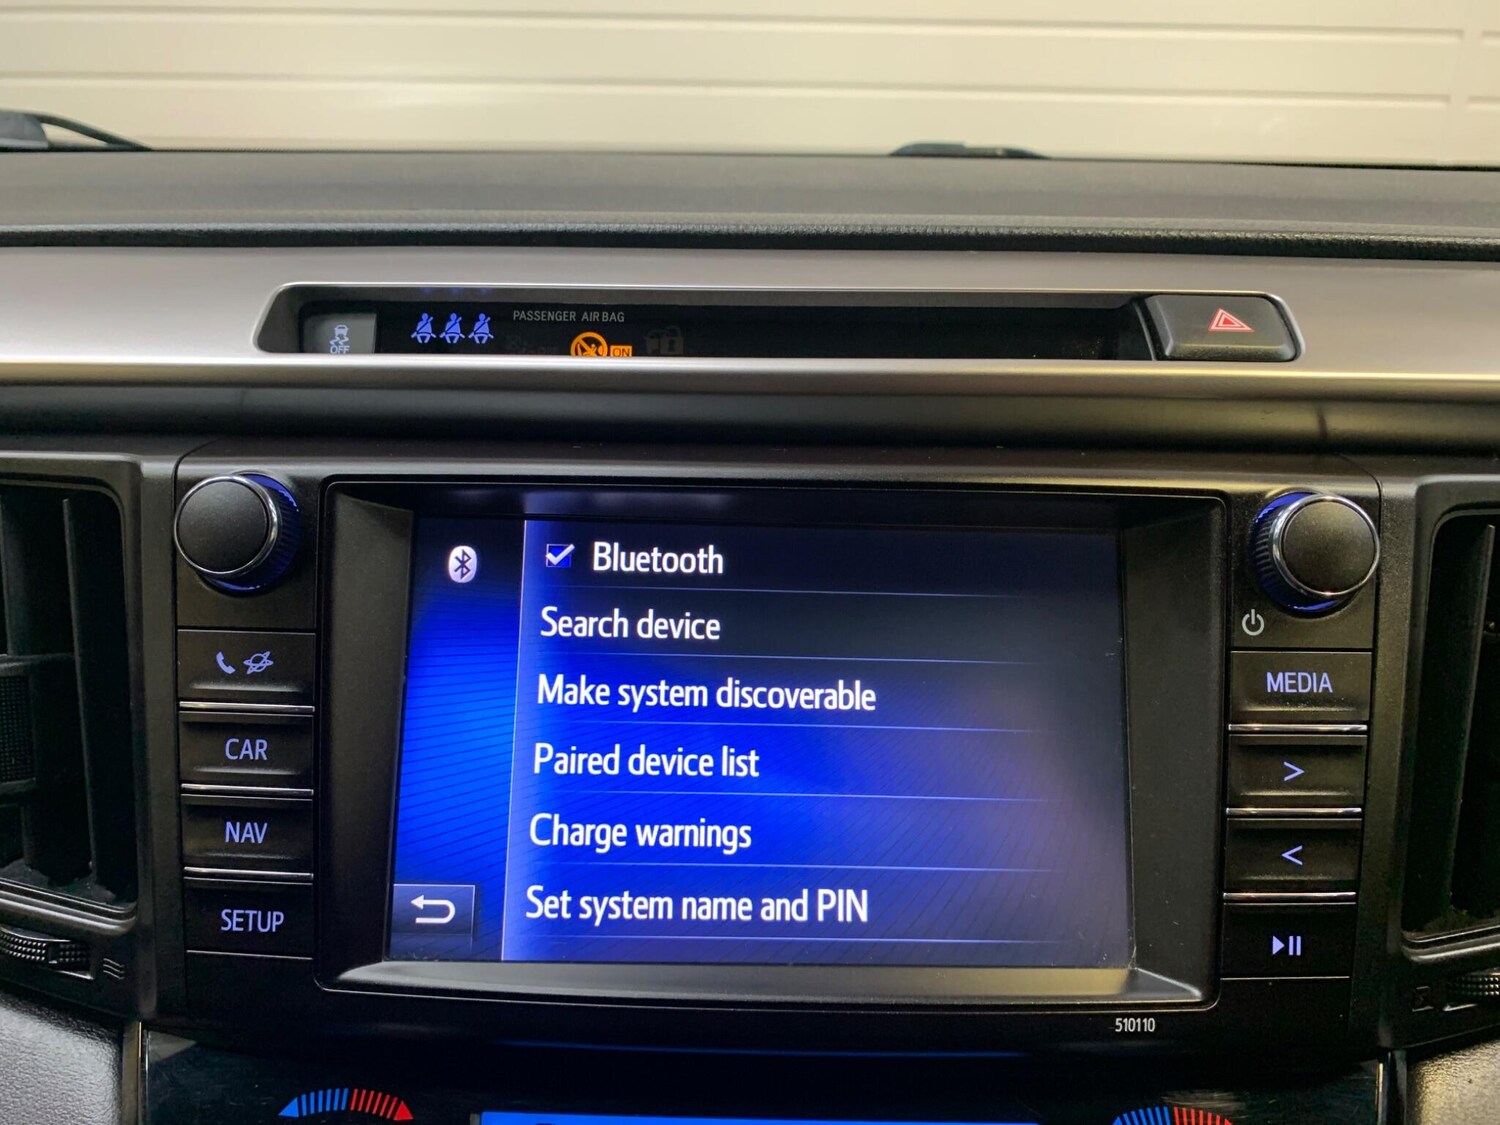 PASSENGER AIR BAG
OFF
ON
Bluetooth
Search device
Make system discoverable
Paired device list
Charge warnings
Set system name and PIN
CAR
NAV
SETUP
MEDIA
>
<
510110